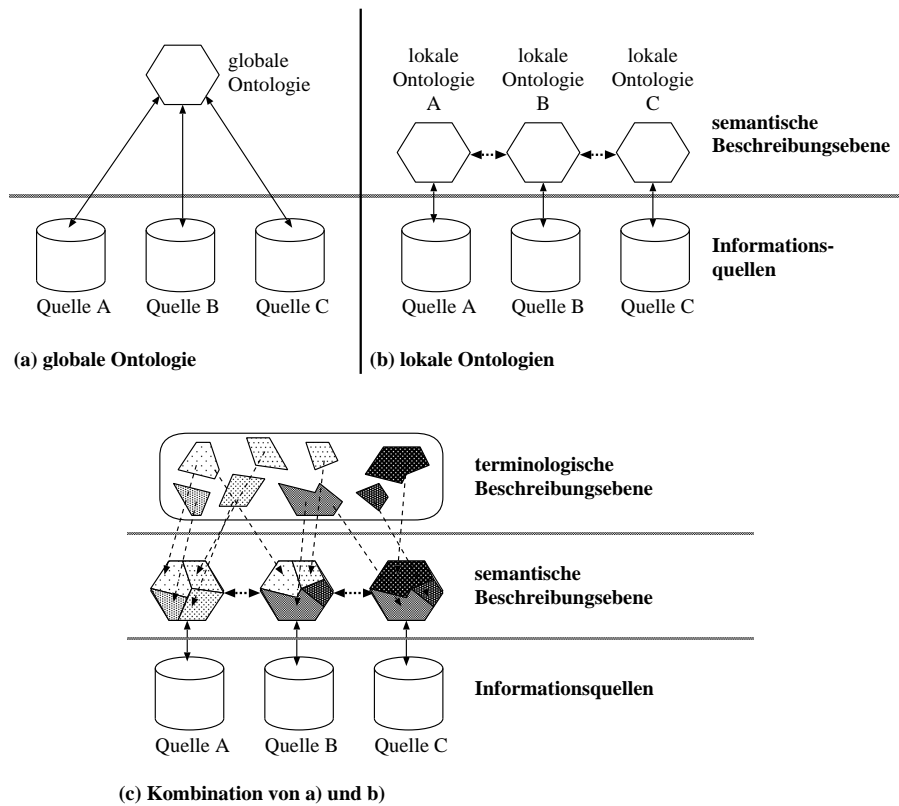 globale
Ontologie
Quelle A
Quelle B
Quelle C
(a) globale Ontologie
lokale
Ontologie
A
lokale
Ontologie
B
lokale
Ontologie
C
semantische
Beschreibungsebene
Informations-
quellen
Quelle A
Quelle B
Quelle C
(b) lokale Ontologien
terminologische
Beschreibungsebene
semantische
Beschreibungsebene
Informationsquellen
Quelle A
Quelle B
Quelle C
(c) Kombination von a) und b)